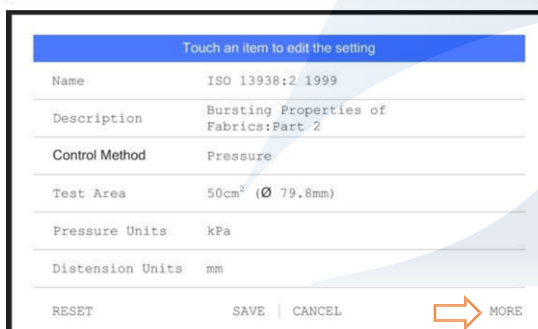 Touch an item to edit the setting
Name ISO 13938:2 1999
Description Bursting Properties of
Fabrics:Part 2
Control Method Pressure
Test Area 50cm² (Ø 79.8mm)
Pressure Units kPa
Distension Units mm
RESET SAVE | CANCEL MORE